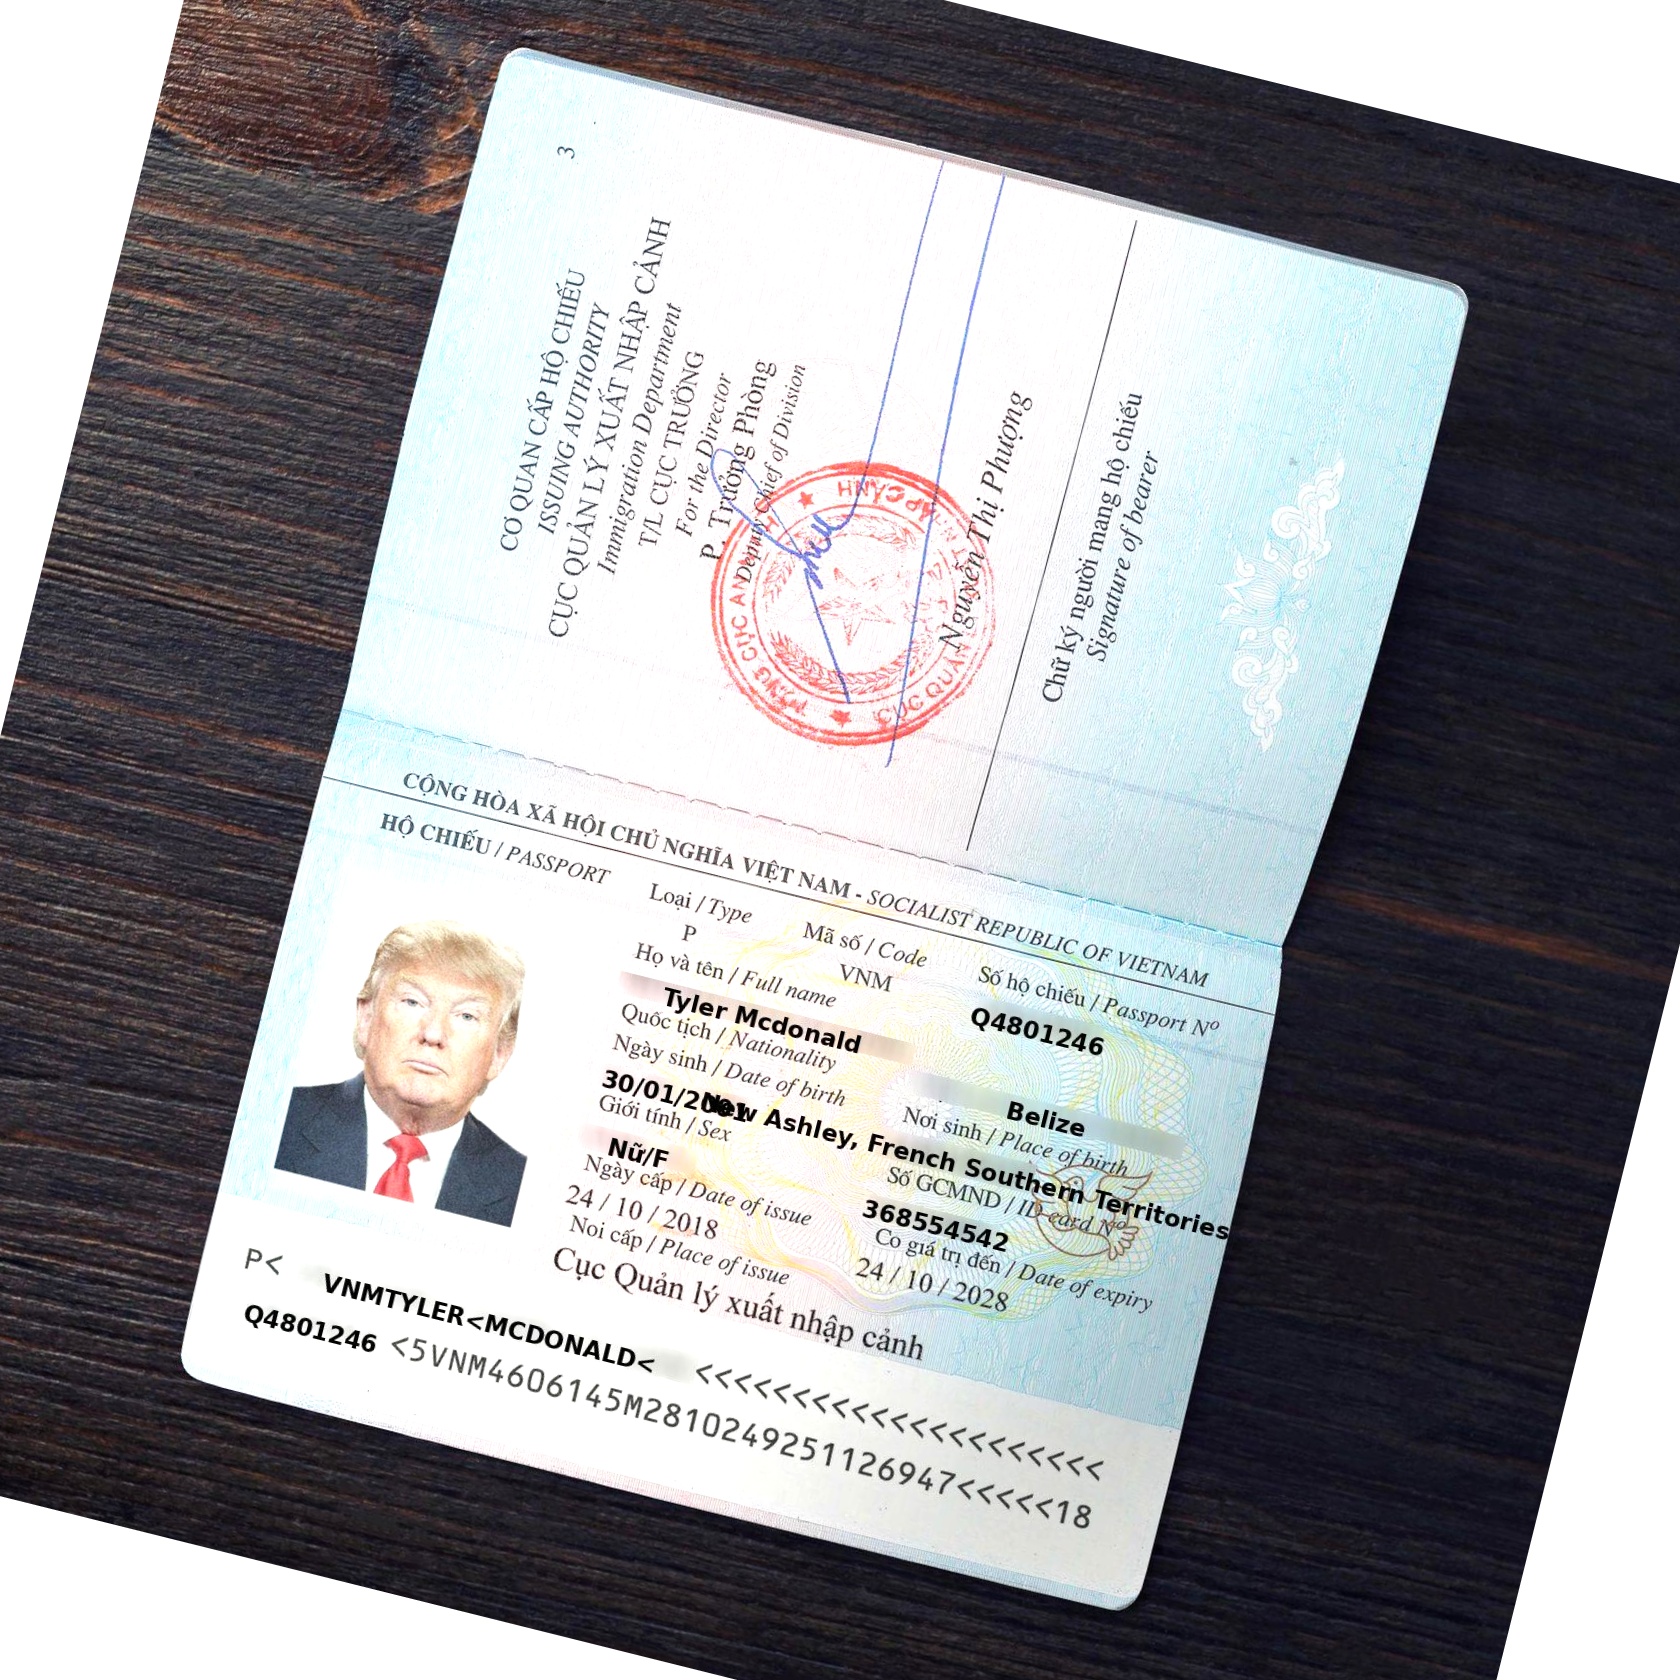 3
CƠ QUAN CẤP HỘ CHIẾU
ISSUING AUTHORITY
CỤC QUẢN LÝ XUẤT NHẬP CẢNH
Immigration Department
T/L CỤC TRƯỞNG
For the Director
P. Trưởng Phòng
Deputy Chief of Division
Nguyễn Thị Phượng
Chữ ký người mang hộ chiếu
Signature of bearer
CỘNG HÒA XÃ HỘI CHỦ NGHĨA VIỆT NAM - SOCIALIST REPUBLIC OF VIETNAM
HỘ CHIẾU / PASSPORT
Loại / Type
Mã số / Code
Số hộ chiếu / Passport Nº
P
VNM
Q4801246
Họ và tên / Full name
Tyler Mcdonald
Quốc tịch / Nationality
Belize
Ngày sinh / Date of birth
Nơi sinh / Place of birth
30/01/2001
New Ashley, French Southern Territories
Giới tính / Sex
Số GCMND / ID card Nº
Nữ/F
368554542
Ngày cấp / Date of issue
Co giá trị đến / Date of expiry
24 / 10 / 2018
24 / 10 / 2028
Noi cấp / Place of issue
Cục Quản lý xuất nhập cảnh
P< VNMTYLER<MCDONALD< <<<<<<<<<<<<<<<<<<<<<
Q4801246 <5VNM4606145M2810249251126947<<<<<18